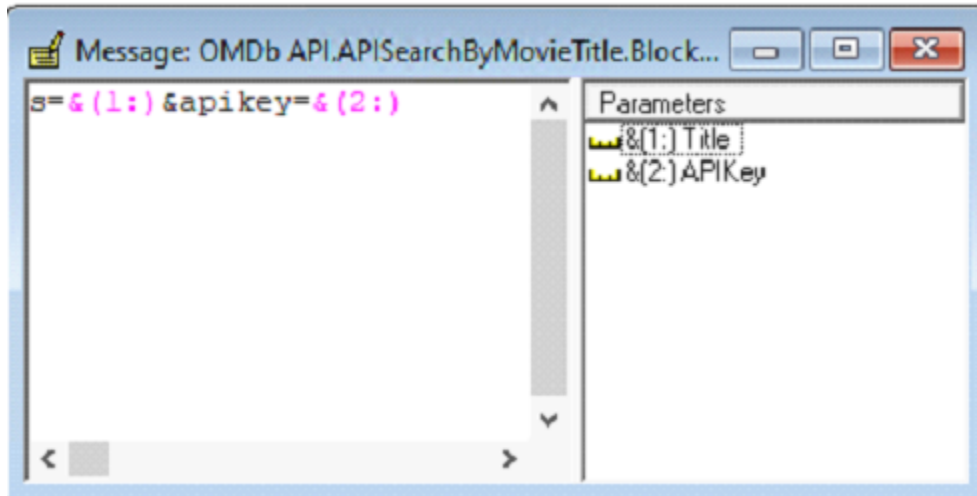 Message: OMDb API.APISearchByMovieTitle.Block...
s=&(1:)&apikey=&(2:)
Parameters
&(1:) Title
&(2:) APIKey